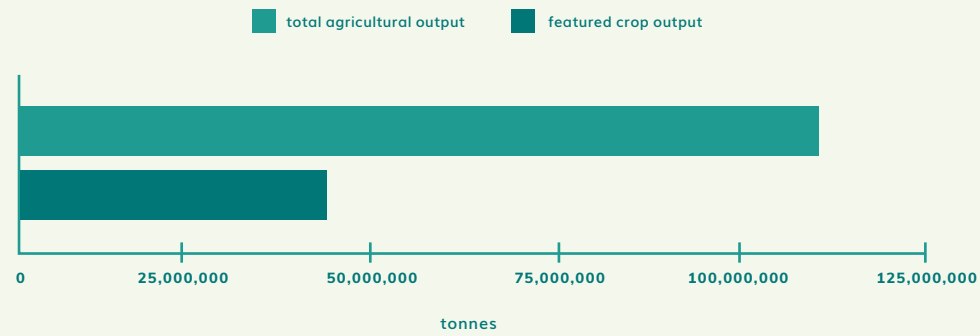 total agricultural output featured crop output
0 25,000,000 50,000,000 75,000,000 100,000,000 125,000,000
tonnes